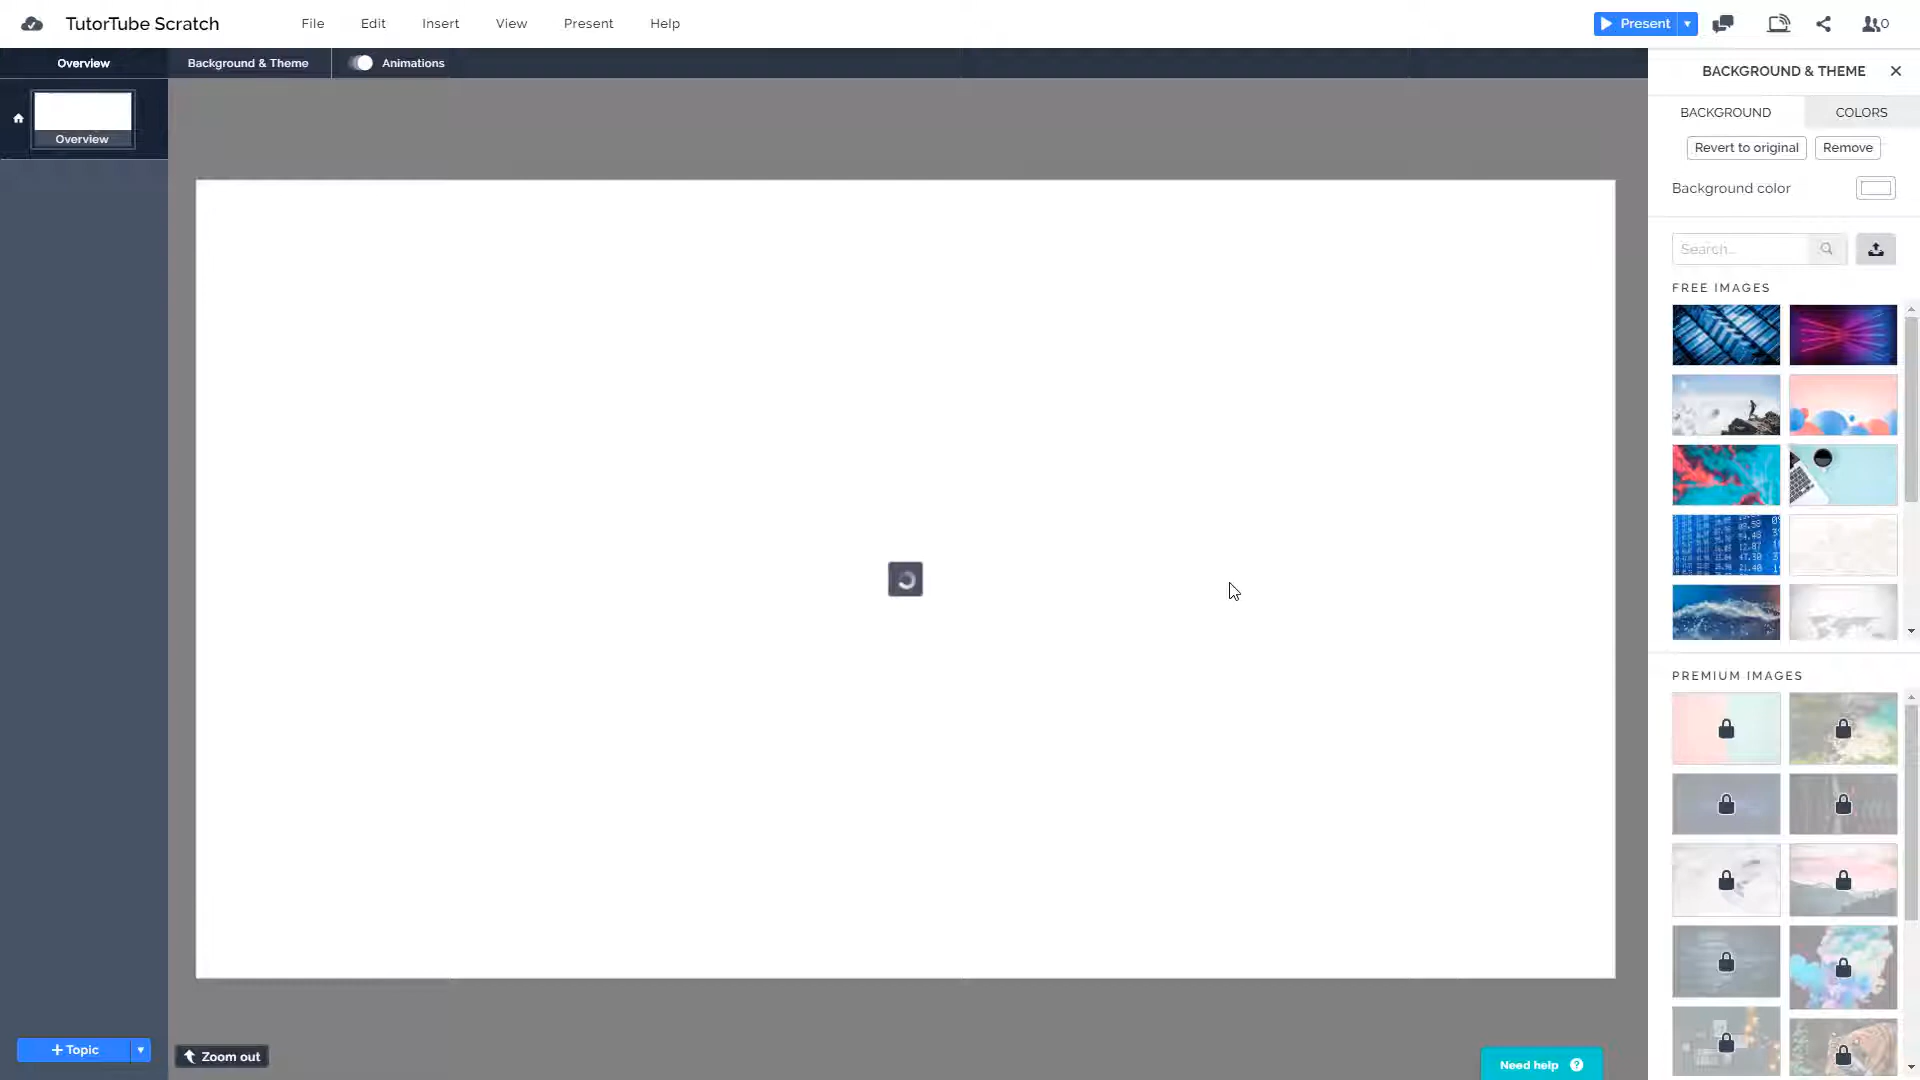 TutorTube Scratch
File Edit Insert View Present Help
Present
0
Overview
Background & Theme
Animations
Overview
BACKGROUND & THEME
BACKGROUND
COLORS
Revert to original
Remove
Background color
Search...
FREE IMAGES
PREMIUM IMAGES
+ Topic
Zoom out
Need help ?